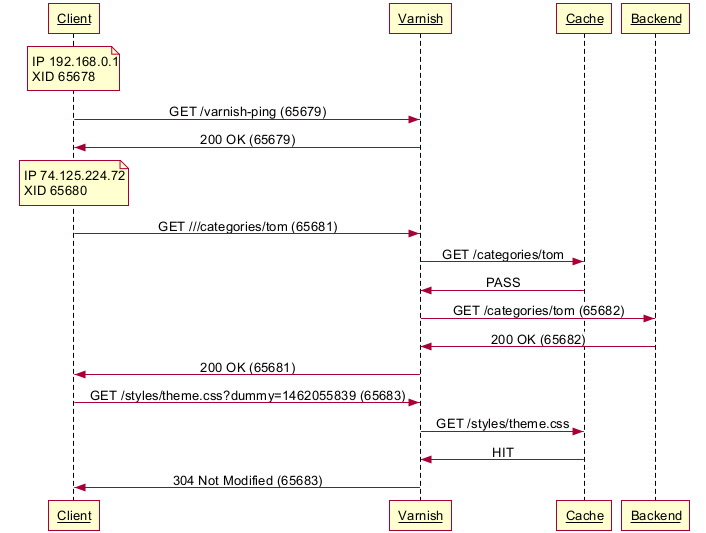 Client Varnish Cache Backend
IP 192.168.0.1
XID 65678
GET /varnish-ping (65679)
200 OK (65679)
IP 74.125.224.72
XID 65680
GET ///categories/tom (65681)
GET /categories/tom
PASS
GET /categories/tom (65682)
200 OK (65682)
200 OK (65681)
GET /styles/theme.css?dummy=1462055839 (65683)
GET /styles/theme.css
HIT
304 Not Modified (65683)
Client Varnish Cache Backend